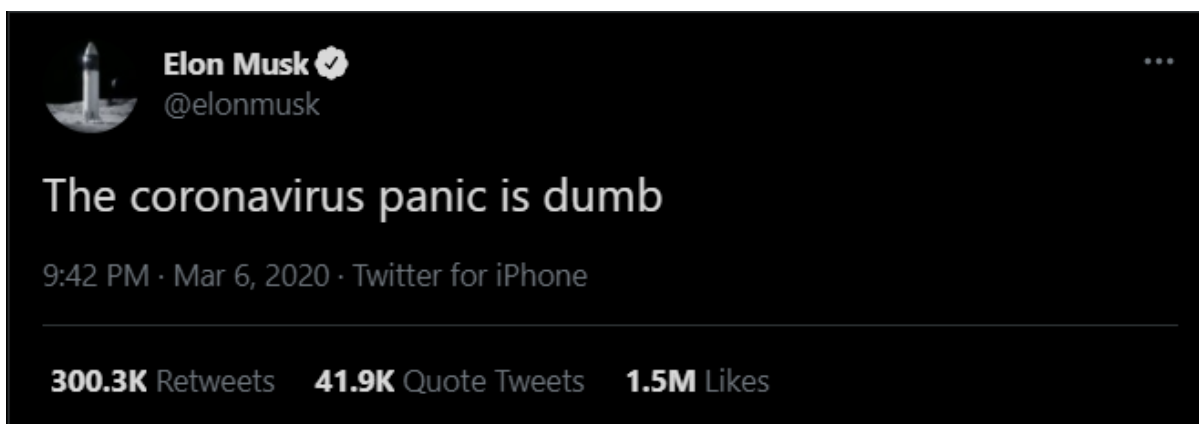 Elon Musk
@elonmusk
The coronavirus panic is dumb
9:42 PM · Mar 6, 2020 · Twitter for iPhone
300.3K Retweets 41.9K Quote Tweets 1.5M Likes